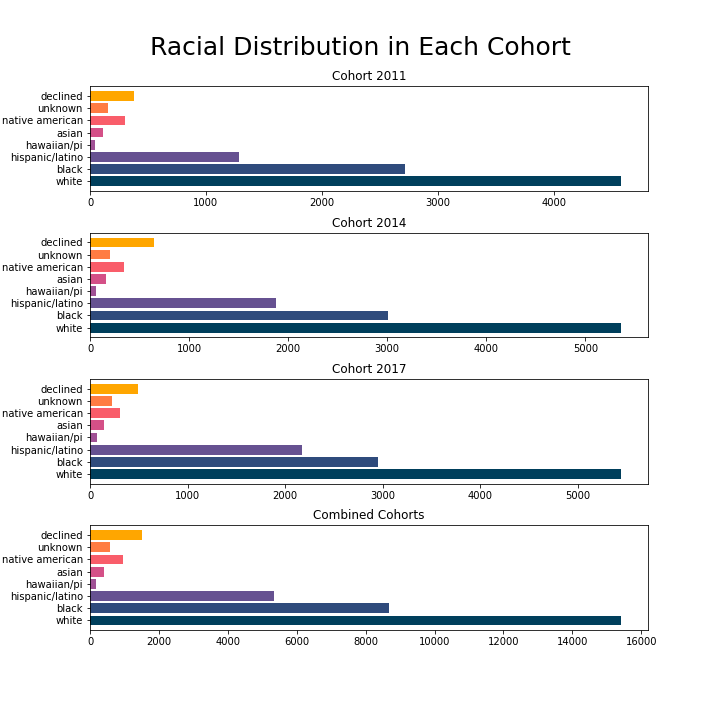 Racial Distribution in Each Cohort
Cohort 2011
declined
unknown
native american
asian
hawaiian/pi
hispanic/latino
black
white
0 1000 2000 3000 4000
Cohort 2014
declined
unknown
native american
asian
hawaiian/pi
hispanic/latino
black
white
0 1000 2000 3000 4000 5000
Cohort 2017
declined
unknown
native american
asian
hawaiian/pi
hispanic/latino
black
white
0 1000 2000 3000 4000 5000
Combined Cohorts
declined
unknown
native american
asian
hawaiian/pi
hispanic/latino
black
white
0 2000 4000 6000 8000 10000 12000 14000 16000